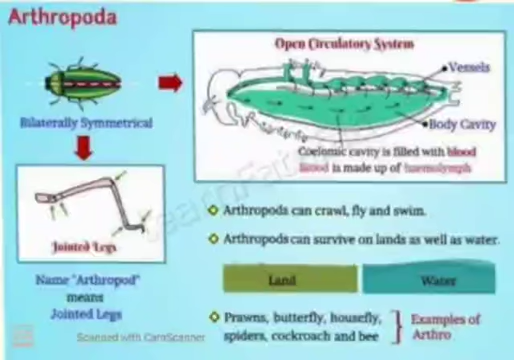 Arthropoda
Open Circulatory System
Vessels
Body Cavity
Bilaterally Symmetrical
Coelomic cavity is filled with blood
Blood is made up of haemolymph
Jointed Legs
Arthropods can crawl, fly and swim.
Arthropods can survive on lands as well as water.
Land
Water
Name "Arthropod"
means
Jointed Legs
Prawns, butterfly, housefly,
spiders, cockroach and bee
Examples of
Arthro
Scanned with CamScanner